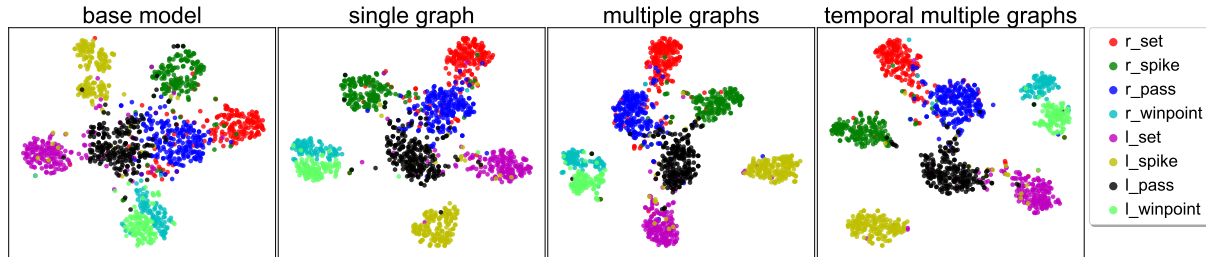 base model
single graph
multiple graphs
temporal multiple graphs
r_set
r_spike
r_pass
r_winpoint
l_set
l_spike
l_pass
l_winpoint